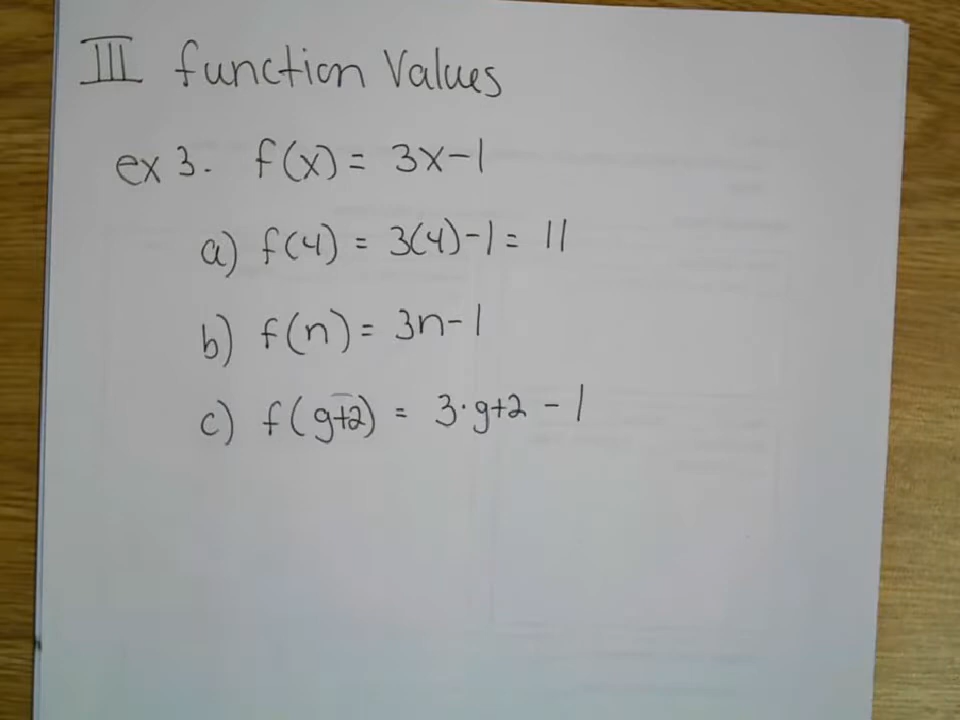 III function Values
ex 3. f(x) = 3x-1
a) f(4) = 3(4)-1 = 11
b) f(n) = 3n-1
c) f(g+2) = 3·g+2 - 1